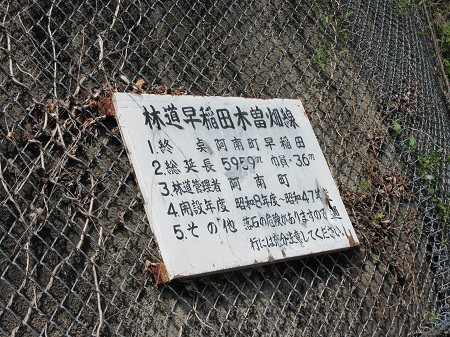 林道早稲田木曽畑線
1.終点 阿南町早稲田
2.総延長 5959m 巾員・3.6m
3.林道管理者 阿南町
4.開設年度 昭和8年度～昭和47年
5.その他 落石の危険がありますので通
行には充分注意してください